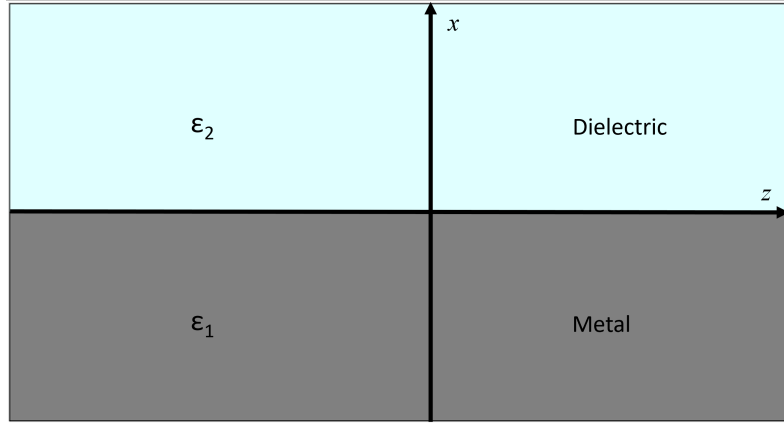 x
ε₂ Dielectric
z
ε₁ Metal